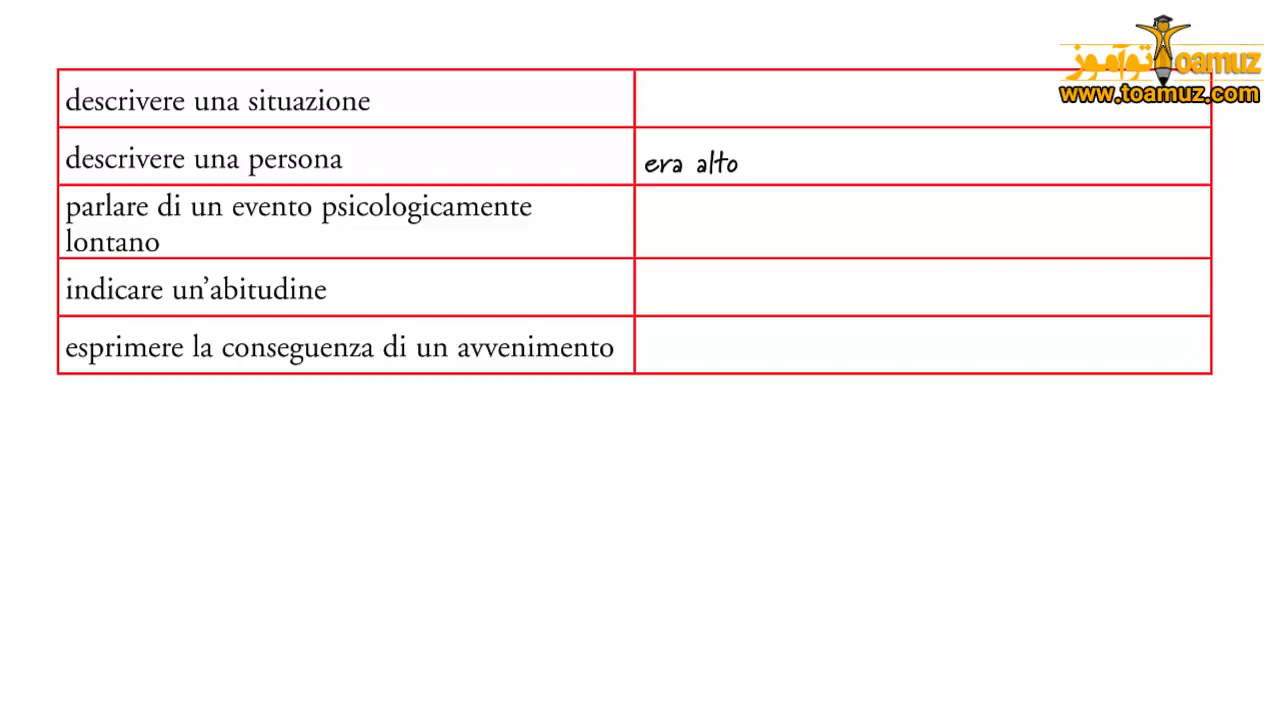 توآموز Toamuz
www.toamuz.com
descrivere una situazione
descrivere una persona
era alto
parlare di un evento psicologicamente
lontano
indicare un’abitudine
esprimere la conseguenza di un avvenimento